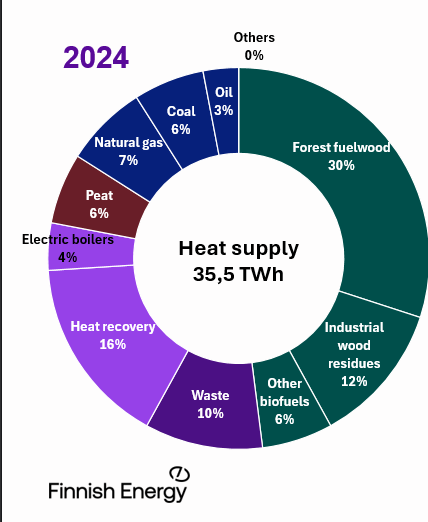 2024
Others
0%
Forest fuelwood
30%
Industrial
wood
residues
12%
Other
biofuels
6%
Waste
10%
Heat recovery
16%
Electric boilers
4%
Peat
6%
Natural gas
7%
Coal
6%
Oil
3%
Heat supply
35,5 TWh
Finnish Energy